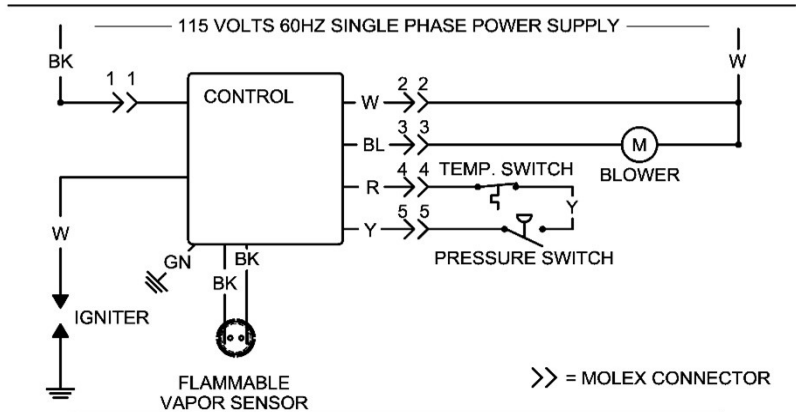 115 VOLTS 60HZ SINGLE PHASE POWER SUPPLY
BK
W
1 1
CONTROL
W
2 2
BL
3 3
M
BLOWER
R
4 4
TEMP. SWITCH
Y
Y
5 5
PRESSURE SWITCH
W
GN
BK
BK
IGNITER
FLAMMABLE
VAPOR SENSOR
= MOLEX CONNECTOR